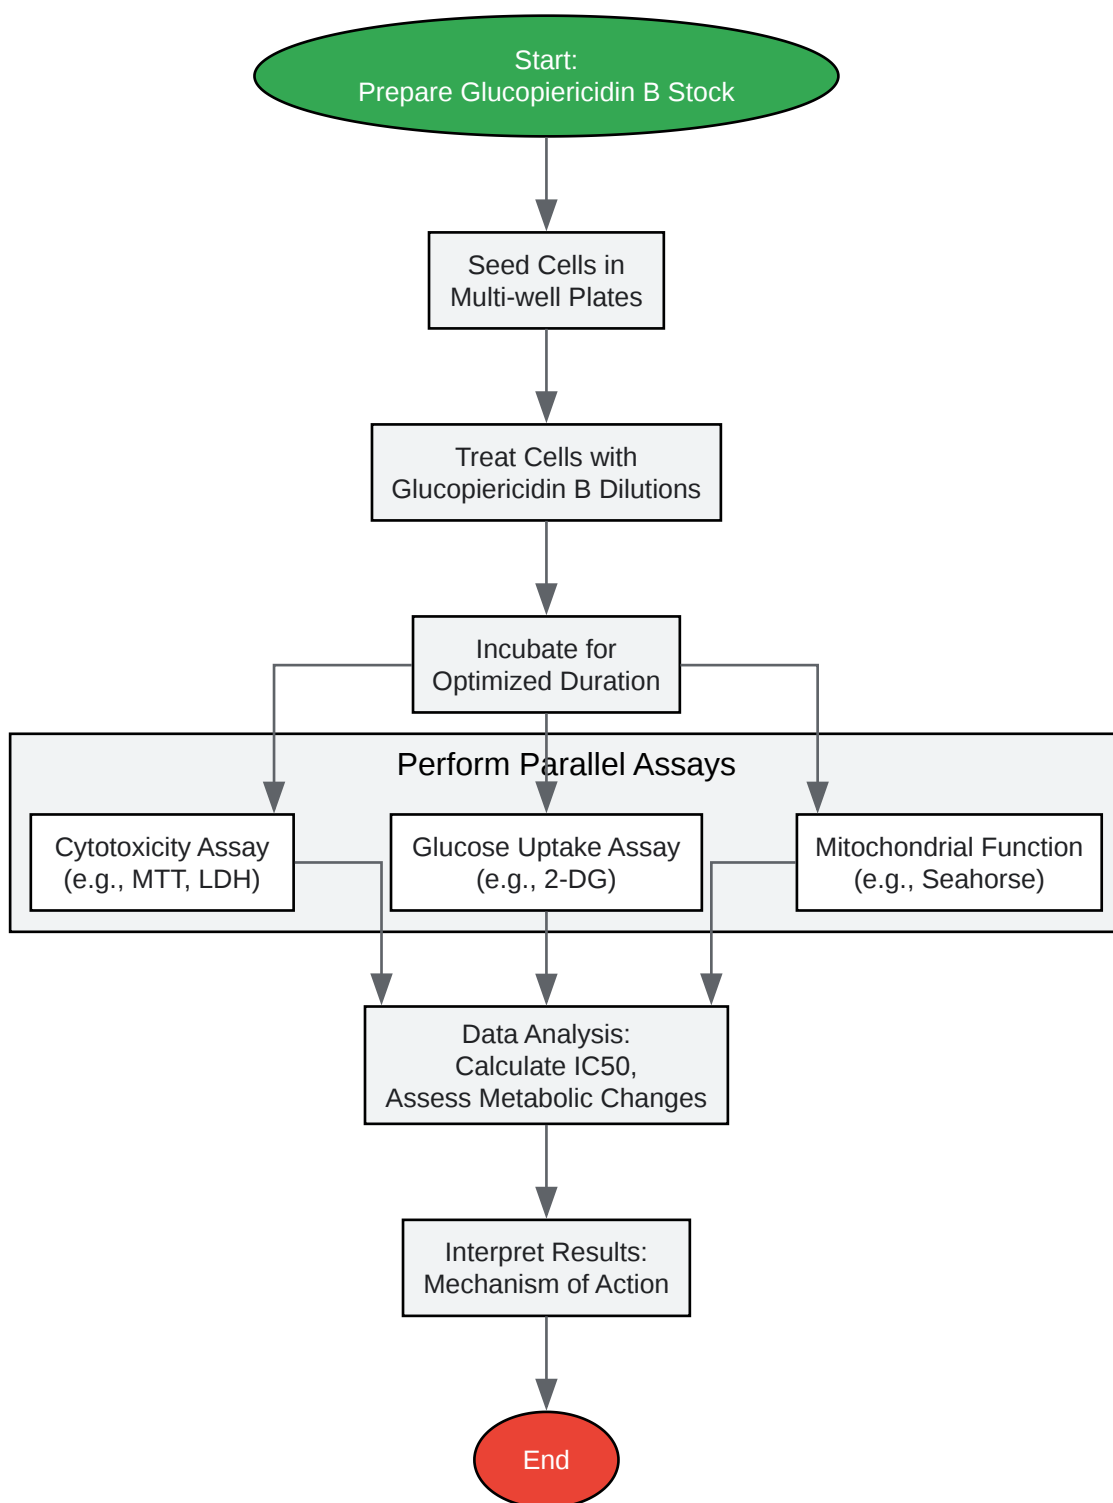 Start:
Prepare Glucopiericidin B Stock
Seed Cells in
Multi-well Plates
Treat Cells with
Glucopiericidin B Dilutions
Incubate for
Optimized Duration
Perform Parallel Assays
Cytotoxicity Assay
(e.g., MTT, LDH)
Glucose Uptake Assay
(e.g., 2-DG)
Mitochondrial Function
(e.g., Seahorse)
Data Analysis:
Calculate IC50,
Assess Metabolic Changes
Interpret Results:
Mechanism of Action
End